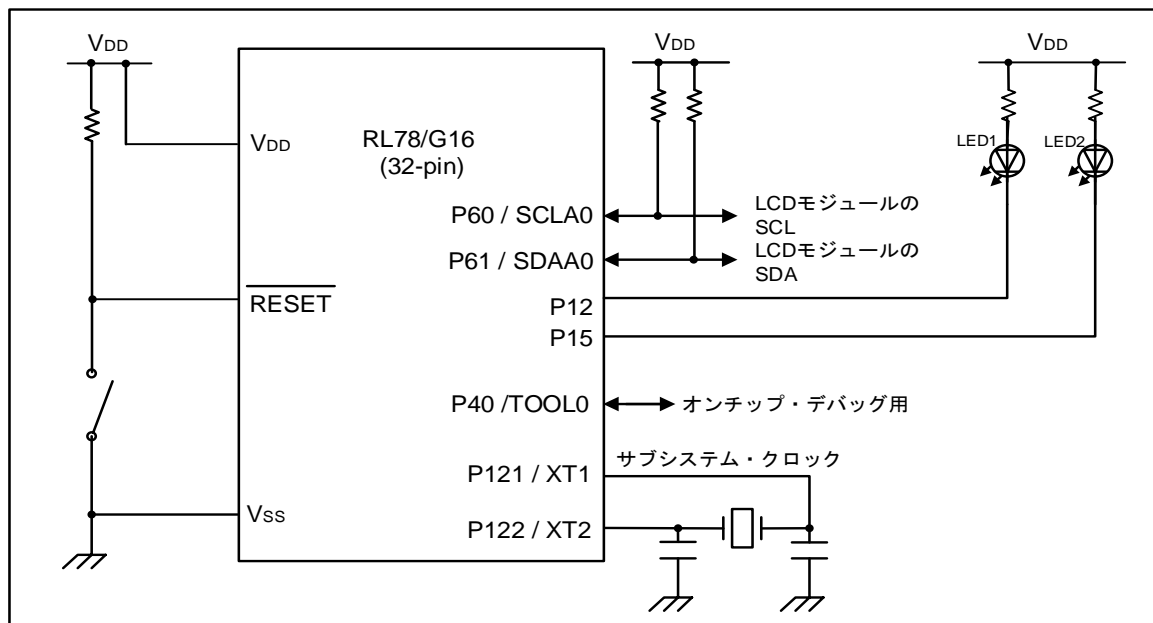 VDD
VDD
VDD
VDD
RL78/G16
(32-pin)
LED1
LED2
P60 / SCLA0
LCDモジュールの
SCL
P61 / SDAA0
LCDモジュールの
SDA
RESET
P12
P15
P40 /TOOL0
オンチップ・デバッグ用
サブシステム・クロック
P121 / XT1
VSS
P122 / XT2